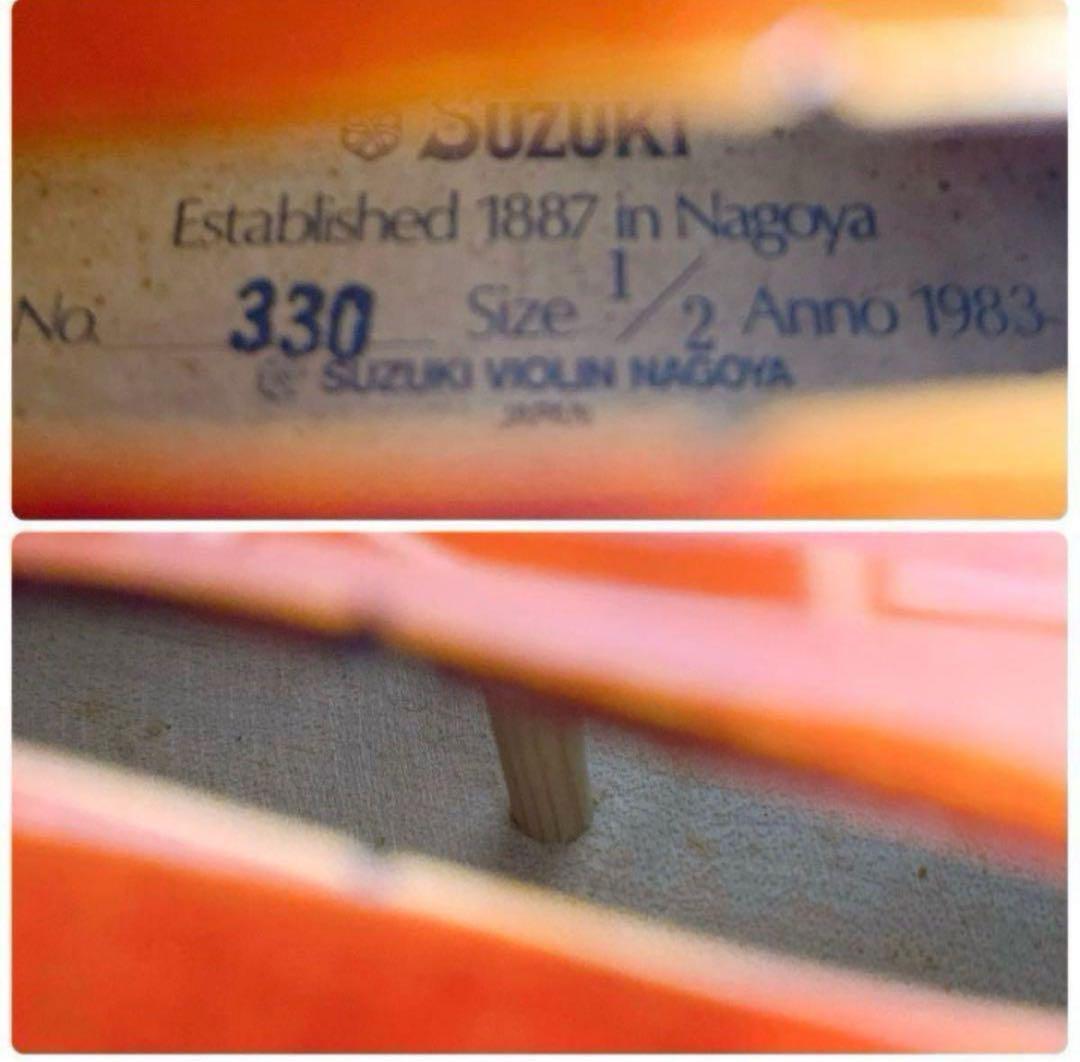 SUZUKI
Established 1887 in Nagoya
No. 330 Size 1/2 Anno 1983
SUZUKI VIOLIN NAGOYA
JAPAN